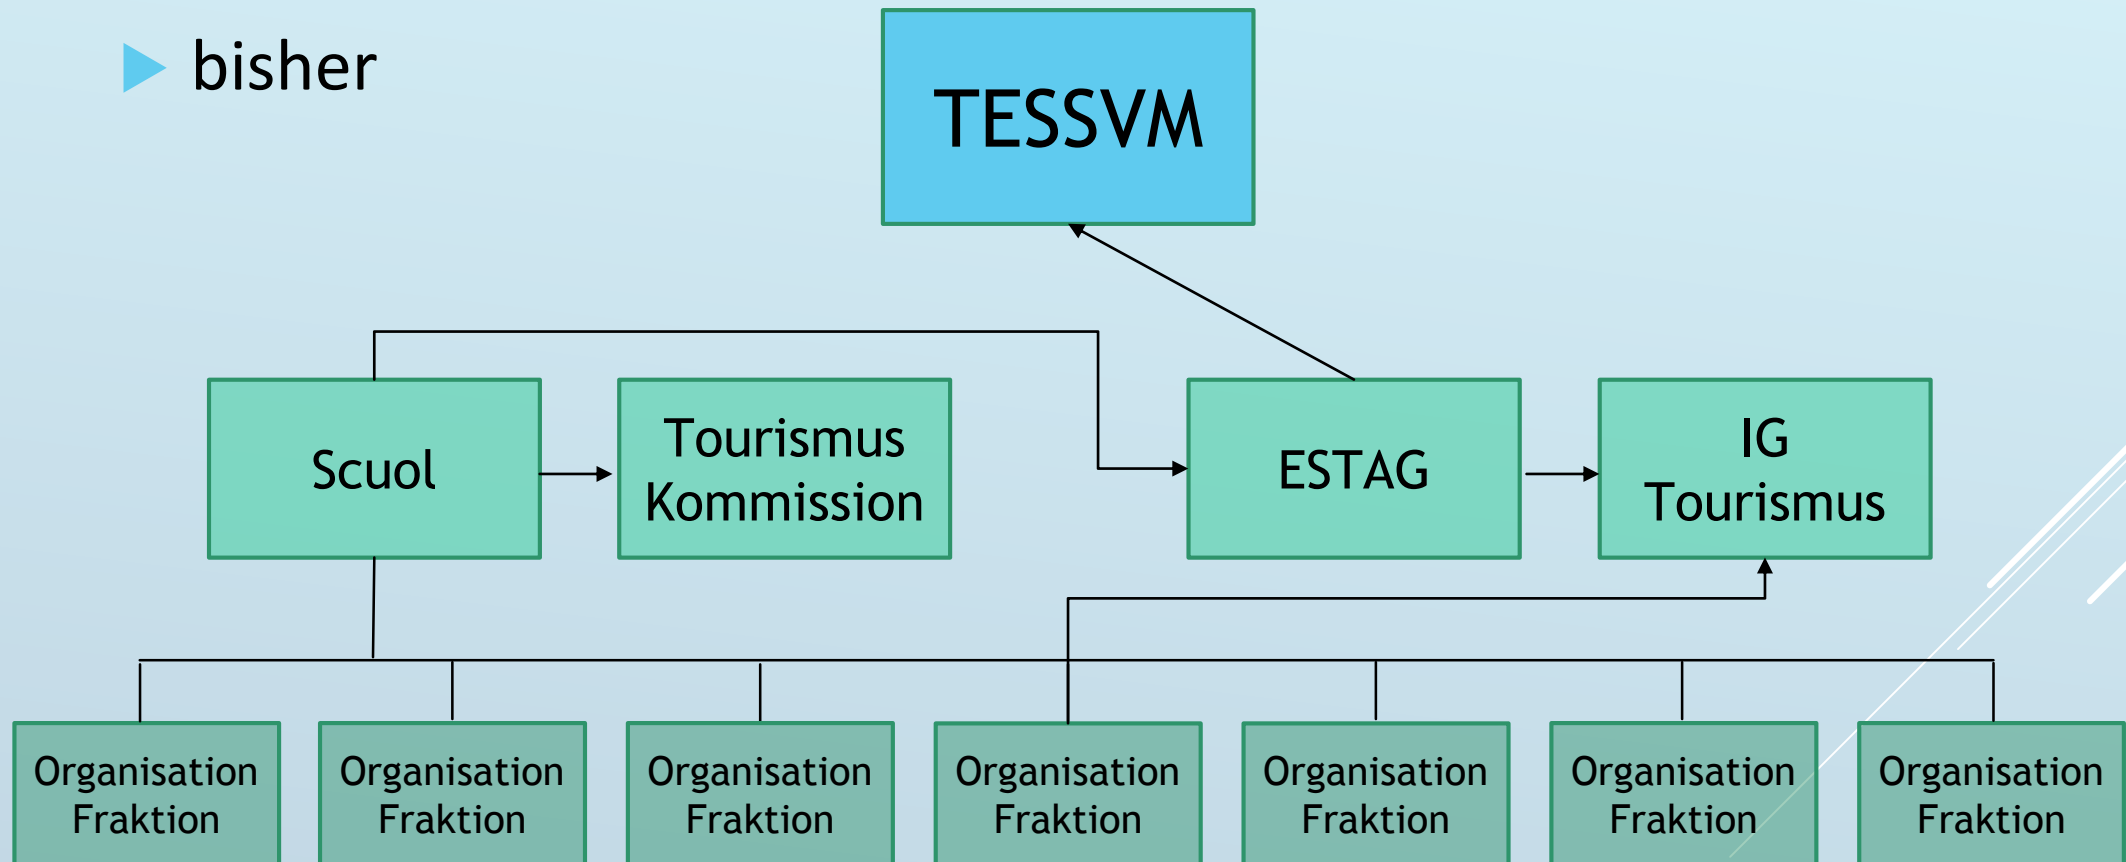 bisher
TESSVM
Scuol
Tourismus
Kommission
ESTAG
IG
Tourismus
Organisation
Fraktion
Organisation
Fraktion
Organisation
Fraktion
Organisation
Fraktion
Organisation
Fraktion
Organisation
Fraktion
Organisation
Fraktion